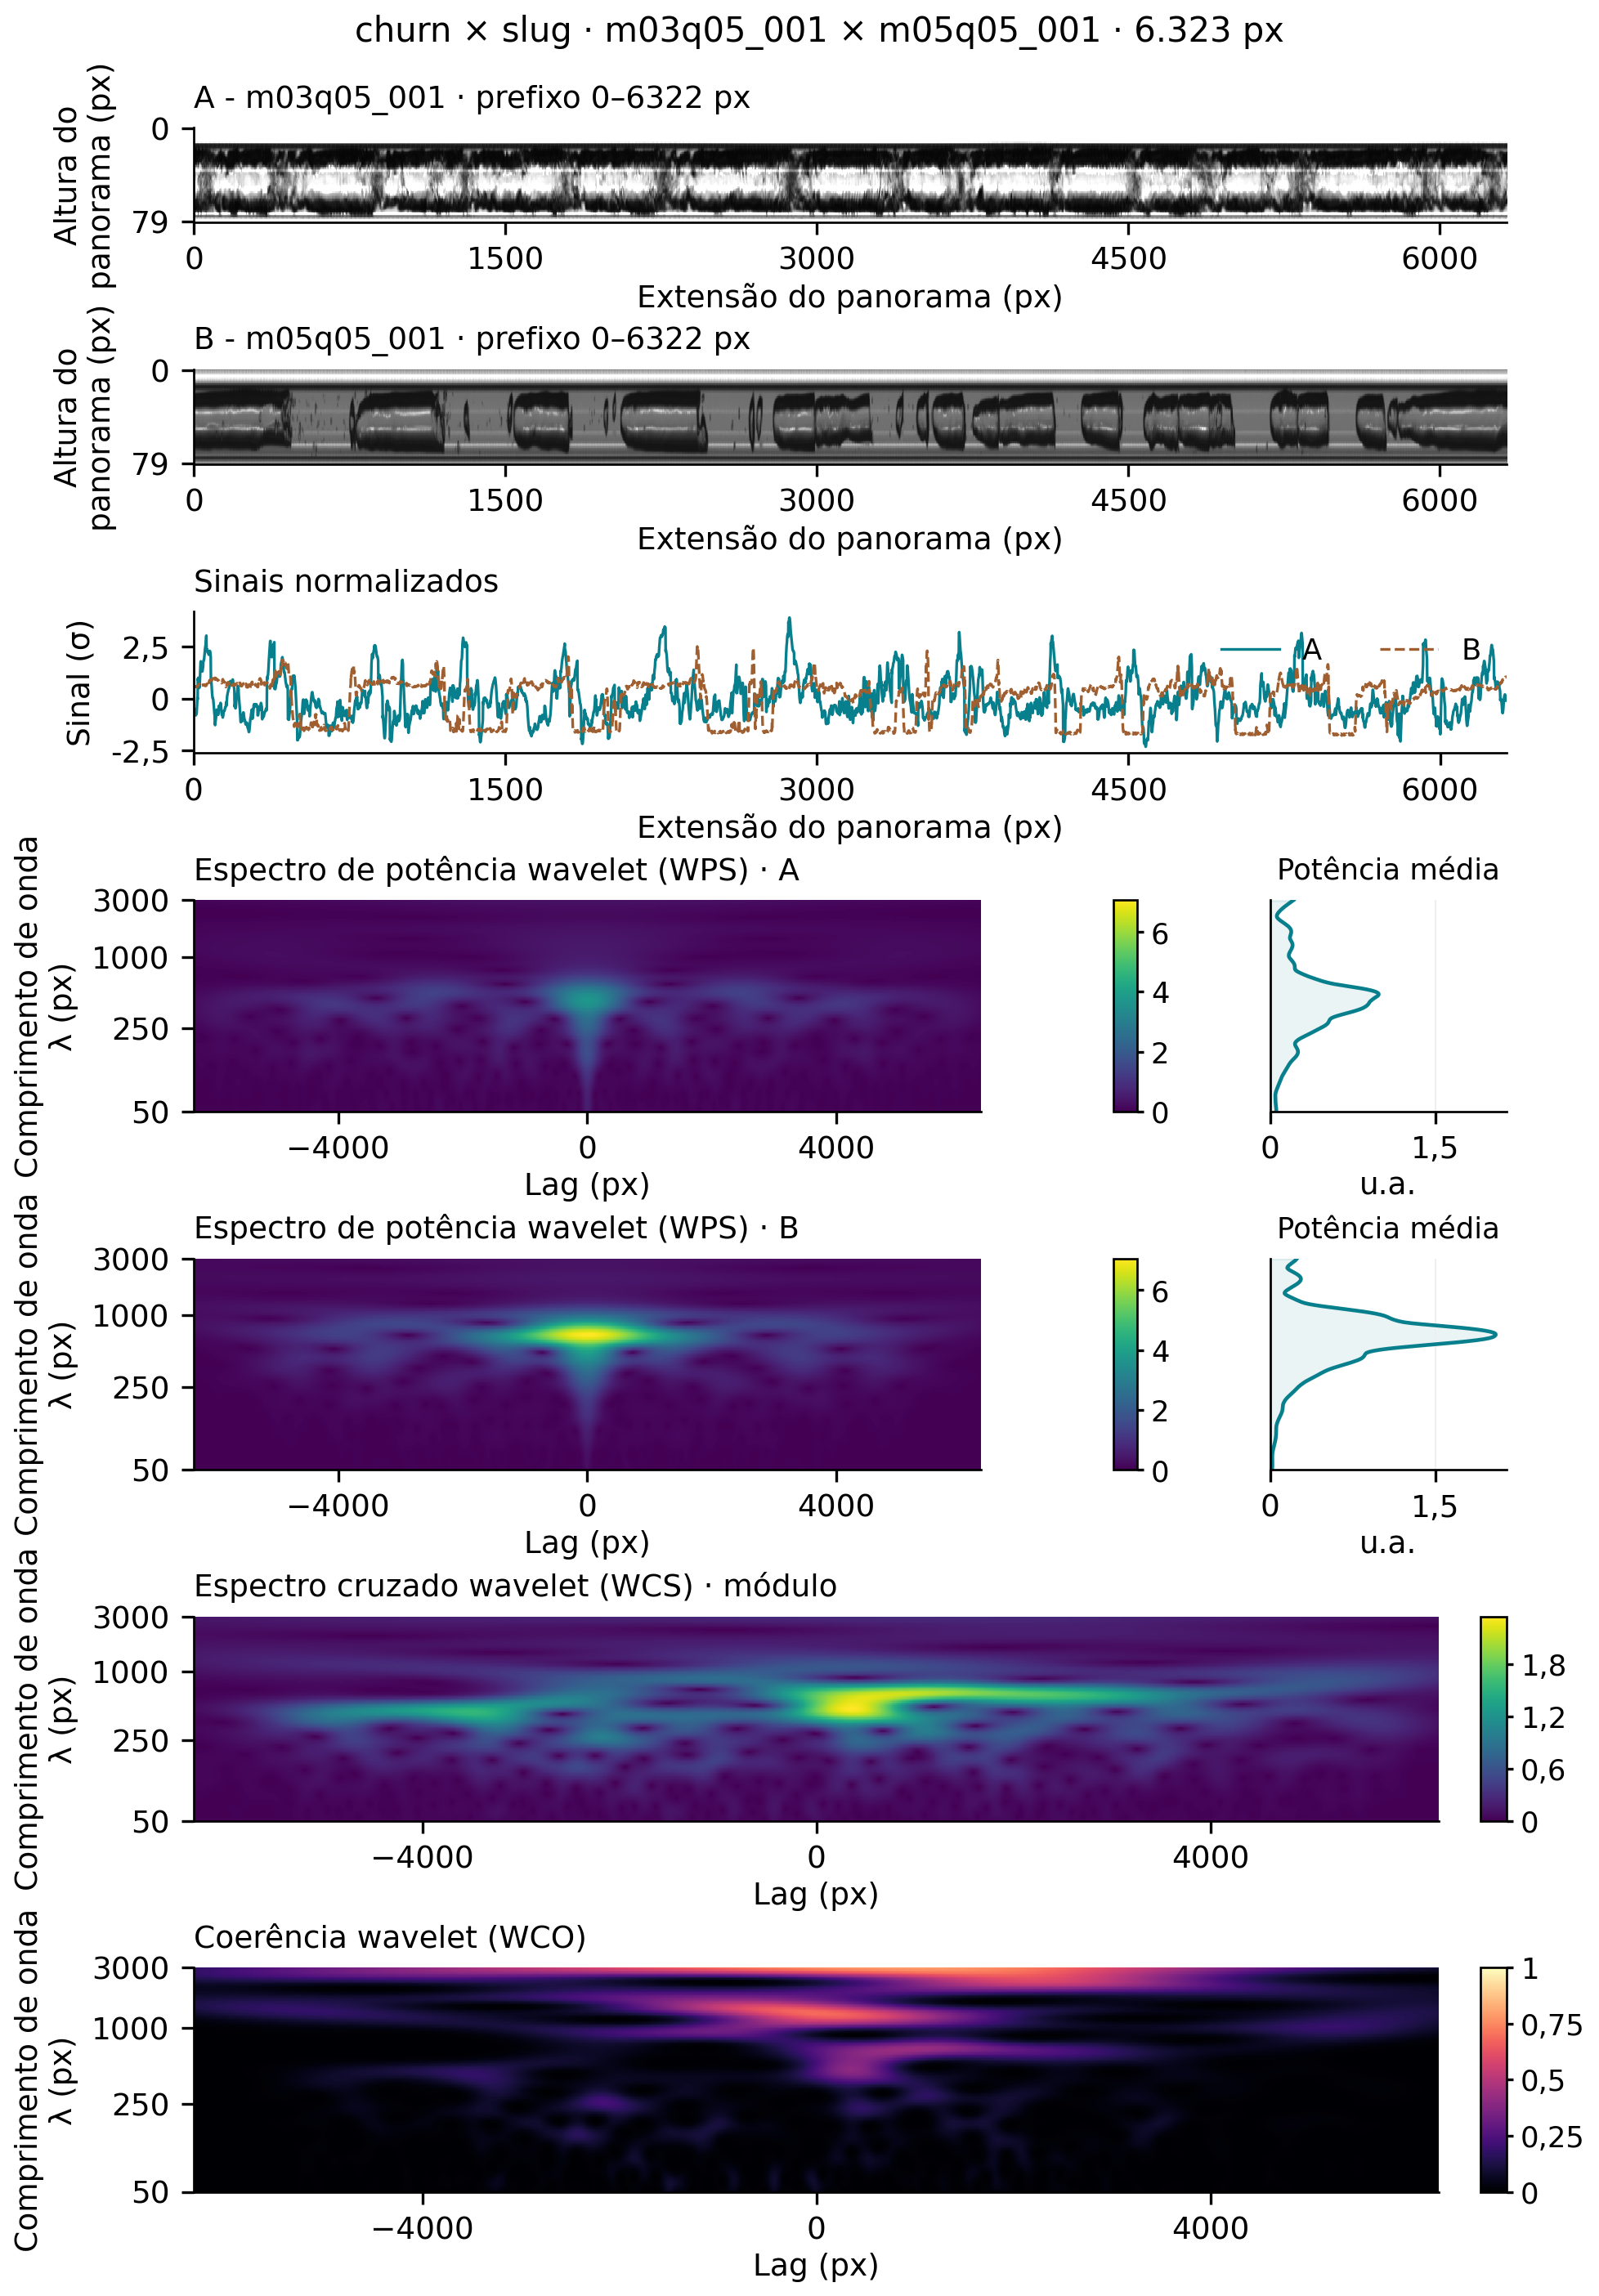 churn × slug · m03q05_001 × m05q05_001 · 6.323 px
A - m03q05_001 · prefixo 0–6322 px
Altura do
panorama (px)
0
79
0 1500 3000 4500 6000
Extensão do panorama (px)
B - m05q05_001 · prefixo 0–6322 px
Altura do
panorama (px)
0
79
0 1500 3000 4500 6000
Extensão do panorama (px)
Sinais normalizados
Sinal (σ)
2,5
0
-2,5
A B
0 1500 3000 4500 6000
Extensão do panorama (px)
Espectro de potência wavelet (WPS) · A
Comprimento de onda
λ (px)
3000
1000
250
50
−4000 0 4000
Lag (px)
6
4
2
0
Potência média
0 1,5
u.a.
Espectro de potência wavelet (WPS) · B
Comprimento de onda
λ (px)
3000
1000
250
50
−4000 0 4000
Lag (px)
6
4
2
0
Potência média
0 1,5
u.a.
Espectro cruzado wavelet (WCS) · módulo
Comprimento de onda
λ (px)
3000
1000
250
50
−4000 0 4000
Lag (px)
1,8
1,2
0,6
0
Coerência wavelet (WCO)
Comprimento de onda
λ (px)
3000
1000
250
50
−4000 0 4000
Lag (px)
1
0,75
0,5
0,25
0